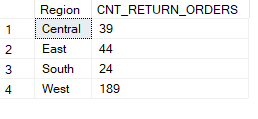 Region CNT_RETURN_ORDERS
1 Central 39
2 East 44
3 South 24
4 West 189